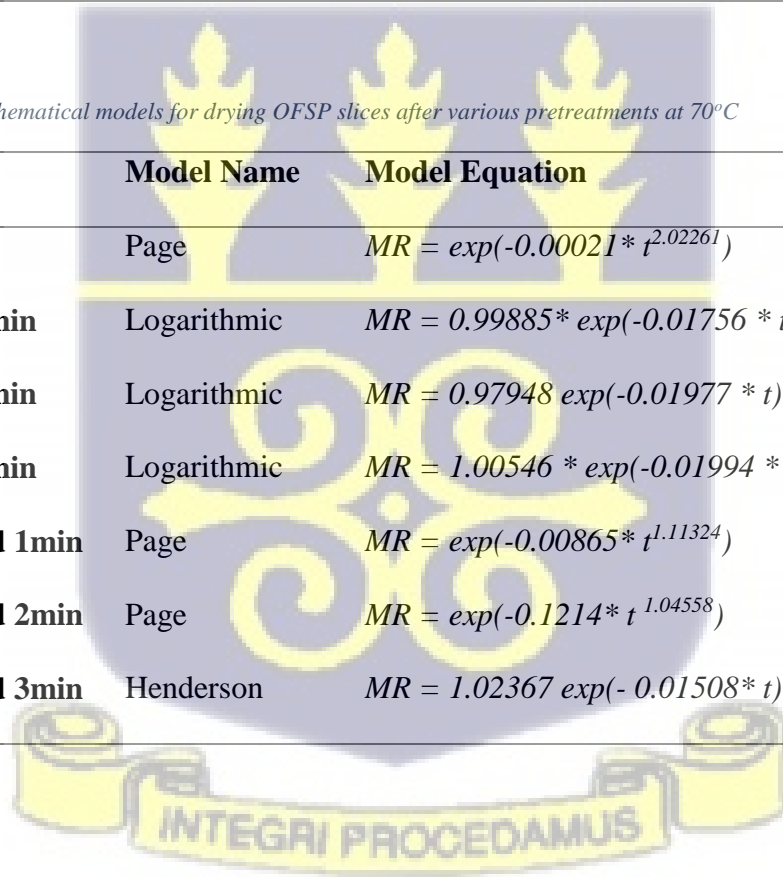 hematical models for drying OFSP slices after various pretreatments at 70°C
Model Name Model Equation
Page MR = exp(-0.00021* t^2.02261)
nin Logarithmic MR = 0.99885* exp(-0.01756 * t
nin Logarithmic MR = 0.97948 exp(-0.01977 * t)
nin Logarithmic MR = 1.00546 * exp(-0.01994 *
l 1min Page MR = exp(-0.00865* t^1.11324)
l 2min Page MR = exp(-0.1214* t ^1.04558)
l 3min Henderson MR = 1.02367 exp(- 0.01508* t)
INTEGRI PROCEDAMUS